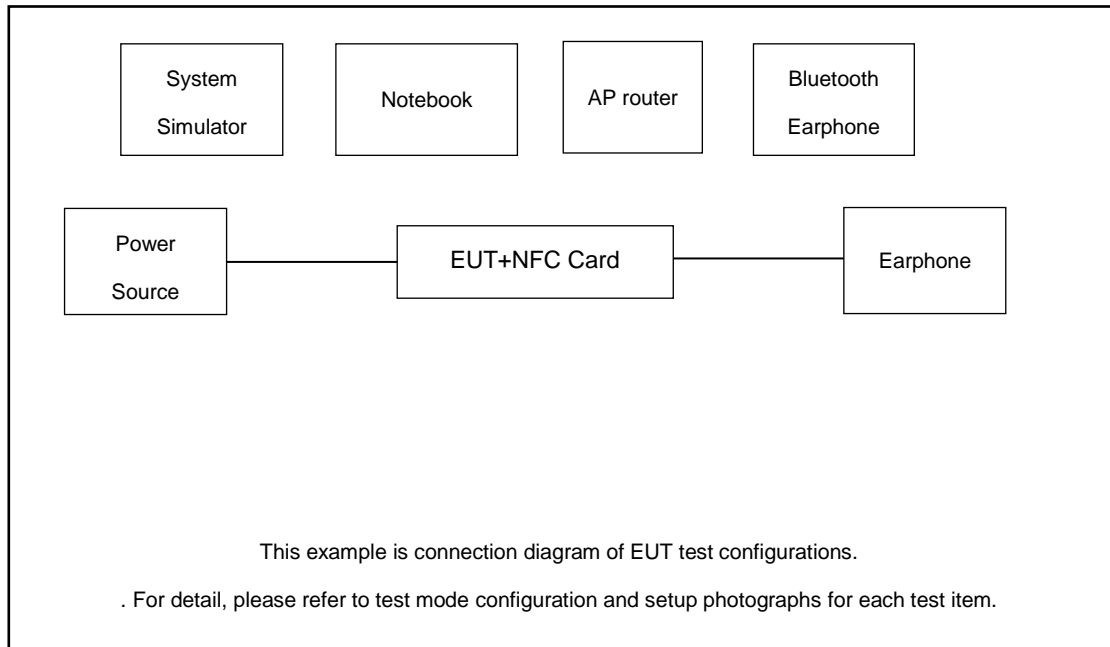 System
Simulator
Notebook
AP router
Bluetooth
Earphone
Power
Source
EUT+NFC Card
Earphone
This example is connection diagram of EUT test configurations.
. For detail, please refer to test mode configuration and setup photographs for each test item.